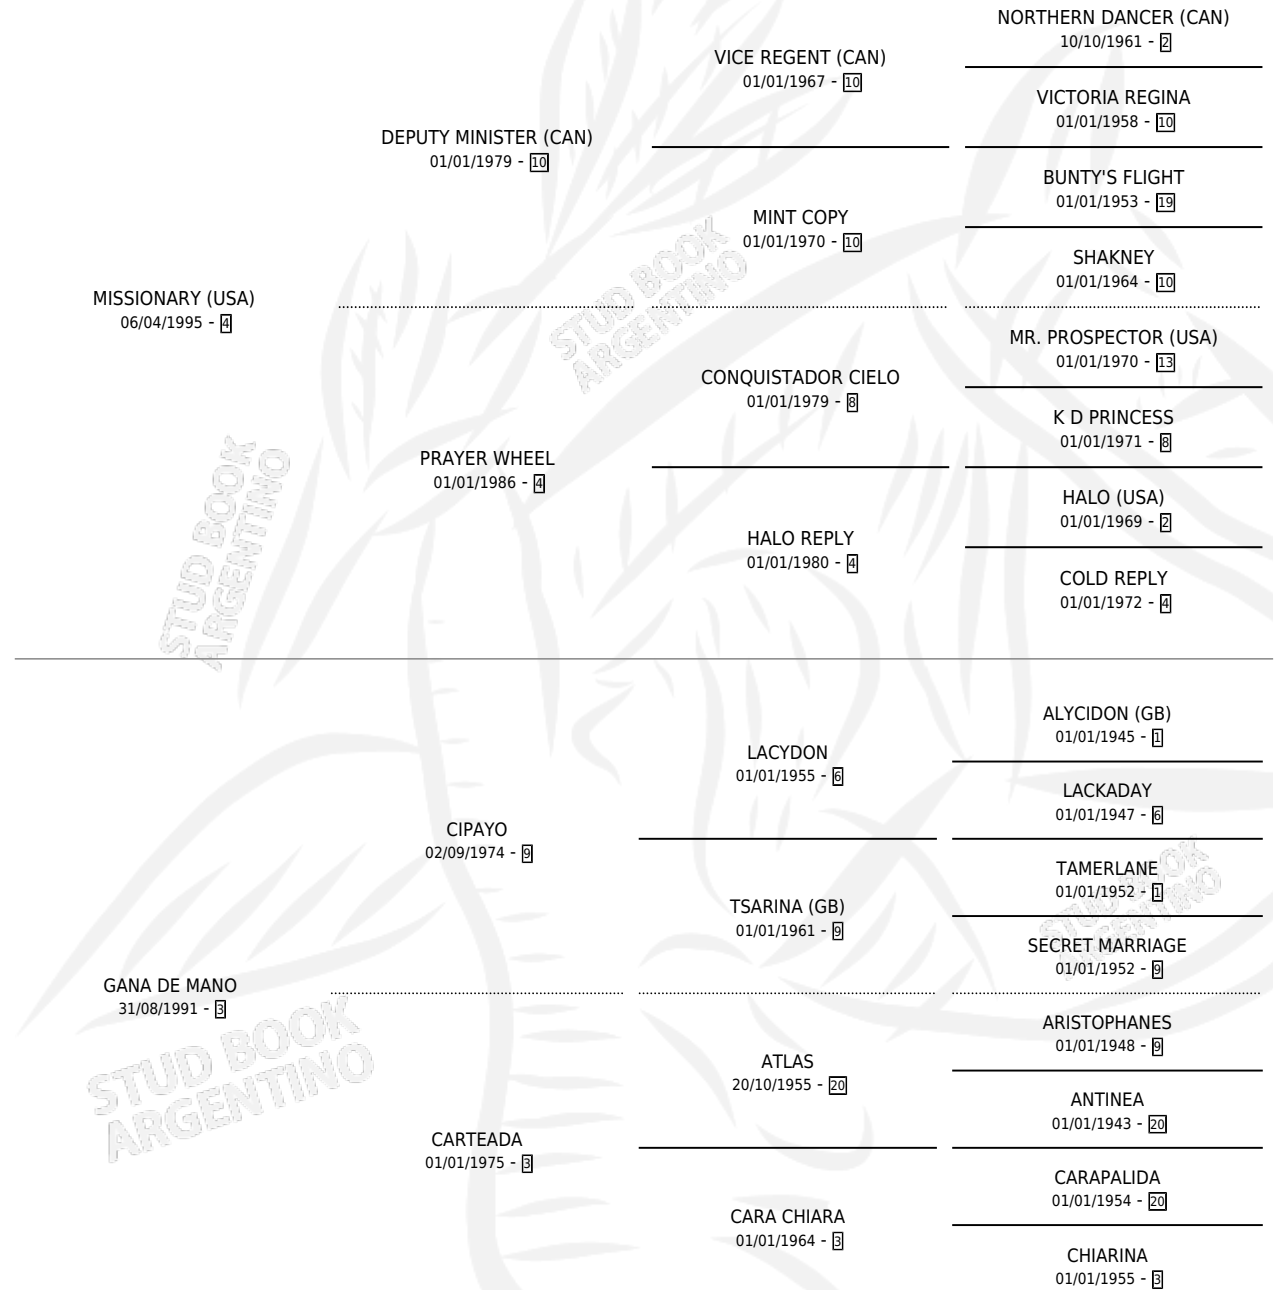 NORTHERN DANCER (CAN)
10/10/1961 - 2
VICE REGENT (CAN)
01/01/1967 - 10
VICTORIA REGINA
01/01/1958 - 10
DEPUTY MINISTER (CAN)
01/01/1979 - 10
BUNTY'S FLIGHT
01/01/1953 - 19
MINT COPY
01/01/1970 - 10
SHAKNEY
01/01/1964 - 10
MISSIONARY (USA)
06/04/1995 - 4
STUD BOOK
ARGENTINO
MR. PROSPECTOR (USA)
01/01/1970 - 13
CONQUISTADOR CIELO
01/01/1979 - 8
K D PRINCESS
01/01/1971 - 8
PRAYER WHEEL
01/01/1986 - 4
HALO (USA)
01/01/1969 - 2
HALO REPLY
01/01/1980 - 4
COLD REPLY
01/01/1972 - 4
STUD BOOK
ARGENTINO
ALYCIDON (GB)
01/01/1945 - 1
LACYDON
01/01/1955 - 6
LACKADAY
01/01/1947 - 6
CIPAYO
02/09/1974 - 9
TAMERLANE
01/01/1952 - 1
TSARINA (GB)
01/01/1961 - 9
SECRET MARRIAGE
01/01/1952 - 9
STUD BOOK
ARGENTINO
GANA DE MANO
31/08/1991 - 3
ARISTOPHANES
01/01/1948 - 9
ATLAS
20/10/1955 - 20
ANTINEA
01/01/1943 - 20
STUD BOOK
ARGENTINO
CARTEADA
01/01/1975 - 3
CARAPALIDA
01/01/1954 - 20
CARA CHIARA
01/01/1964 - 3
CHIARINA
01/01/1955 - 3